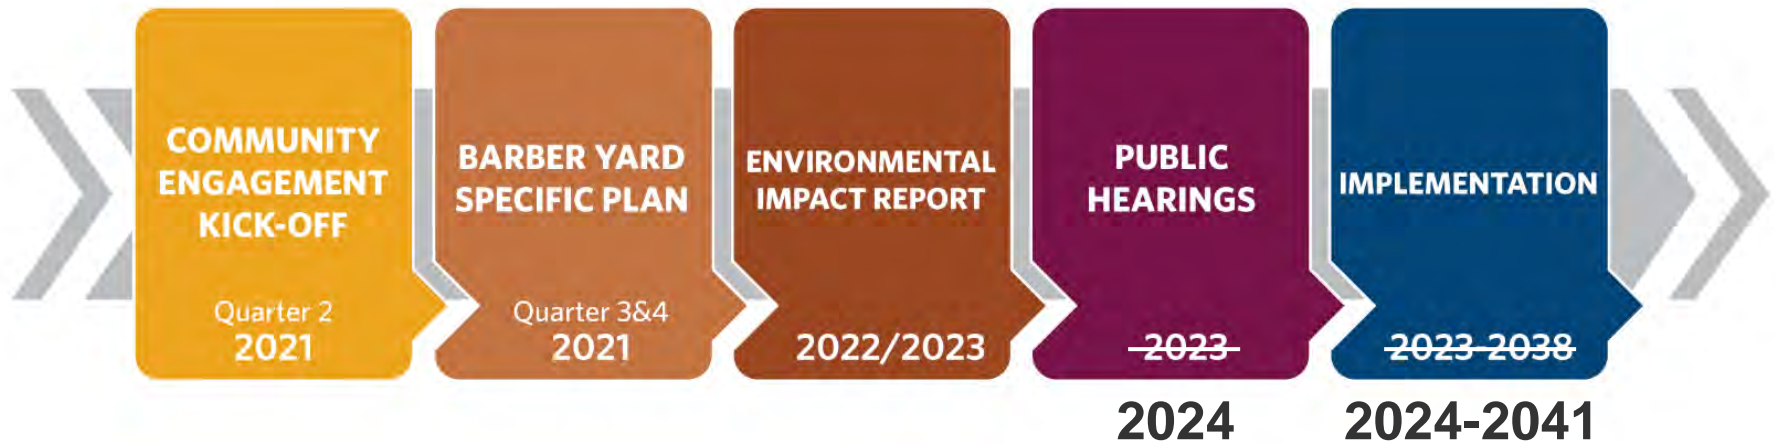 COMMUNITY
ENGAGEMENT
KICK-OFF
Quarter 2
2021
BARBER YARD
SPECIFIC PLAN
Quarter 3&4
2021
ENVIRONMENTAL
IMPACT REPORT
2022/2023
PUBLIC
HEARINGS
2023
2024
IMPLEMENTATION
2023-2038
2024-2041